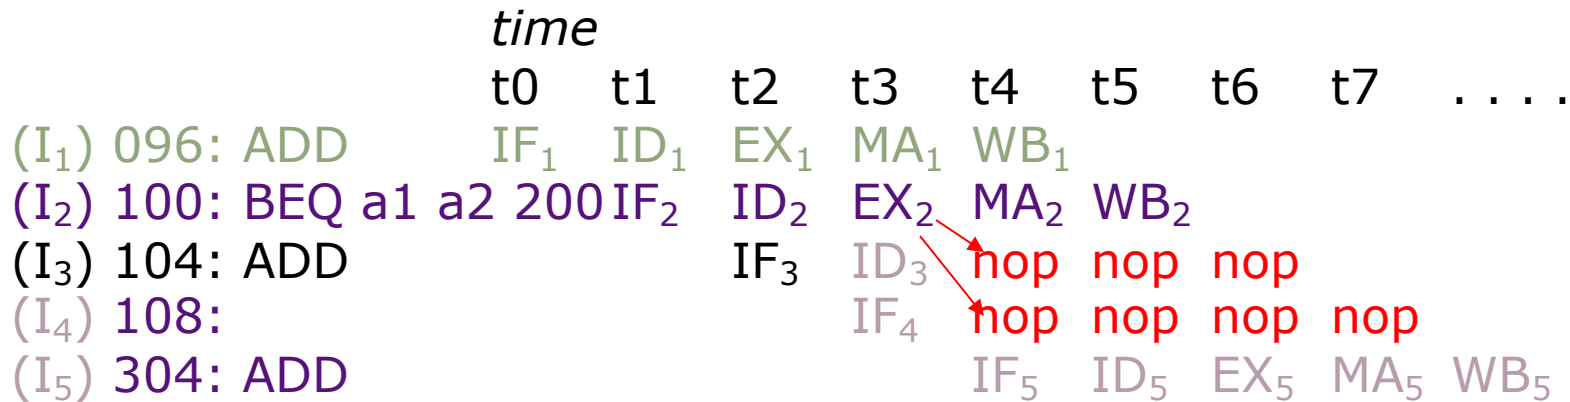 time
t0 t1 t2 t3 t4 t5 t6 t7 . . . .
(I₁) 096: ADD IF₁ ID₁ EX₁ MA₁ WB₁
(I₂) 100: BEQ a1 a2 200 IF₂ ID₂ EX₂ MA₂ WB₂
(I₃) 104: ADD IF₃ ID₃ nop nop nop
(I₄) 108: IF₄ nop nop nop nop
(I₅) 304: ADD IF₅ ID₅ EX₅ MA₅ WB₅